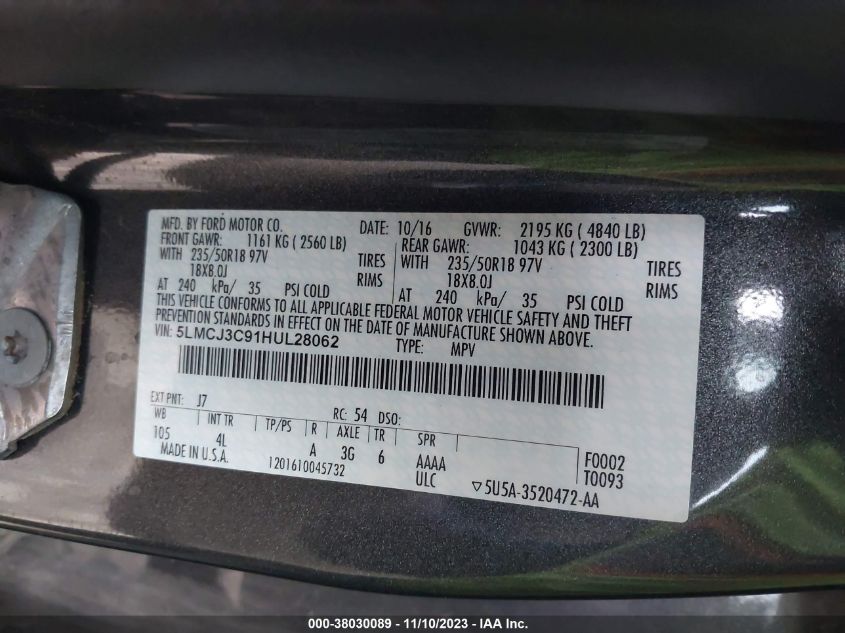 MFD. BY FORD MOTOR CO. DATE: 10/16 GVWR: 2195 KG ( 4840 LB)
FRONT GAWR: 1161 KG ( 2560 LB) REAR GAWR: 1043 KG ( 2300 LB)
WITH 235/50R18 97V TIRES WITH 235/50R18 97V TIRES
18X8.0J RIMS 18X8.0J RIMS
AT 240 kPa/ 35 PSI COLD AT 240 kPa/ 35 PSI COLD
THIS VEHICLE CONFORMS TO ALL APPLICABLE FEDERAL MOTOR VEHICLE SAFETY AND THEFT
PREVENTION STANDARDS IN EFFECT ON THE DATE OF MANUFACTURE SHOWN ABOVE.
VIN: 5LMCJ3C91HUL28062 TYPE: MPV
EXT PNT: J7 RC: 54 DSO:
WB INT TR TP/PS R AXLE TR SPR
105 4L A 3G 6 AAAA F0002
MADE IN U.S.A. 1201610045732 ULC T0093
▽5U5A-3520472-AA
000-38030089 - 11/10/2023 - IAA Inc.